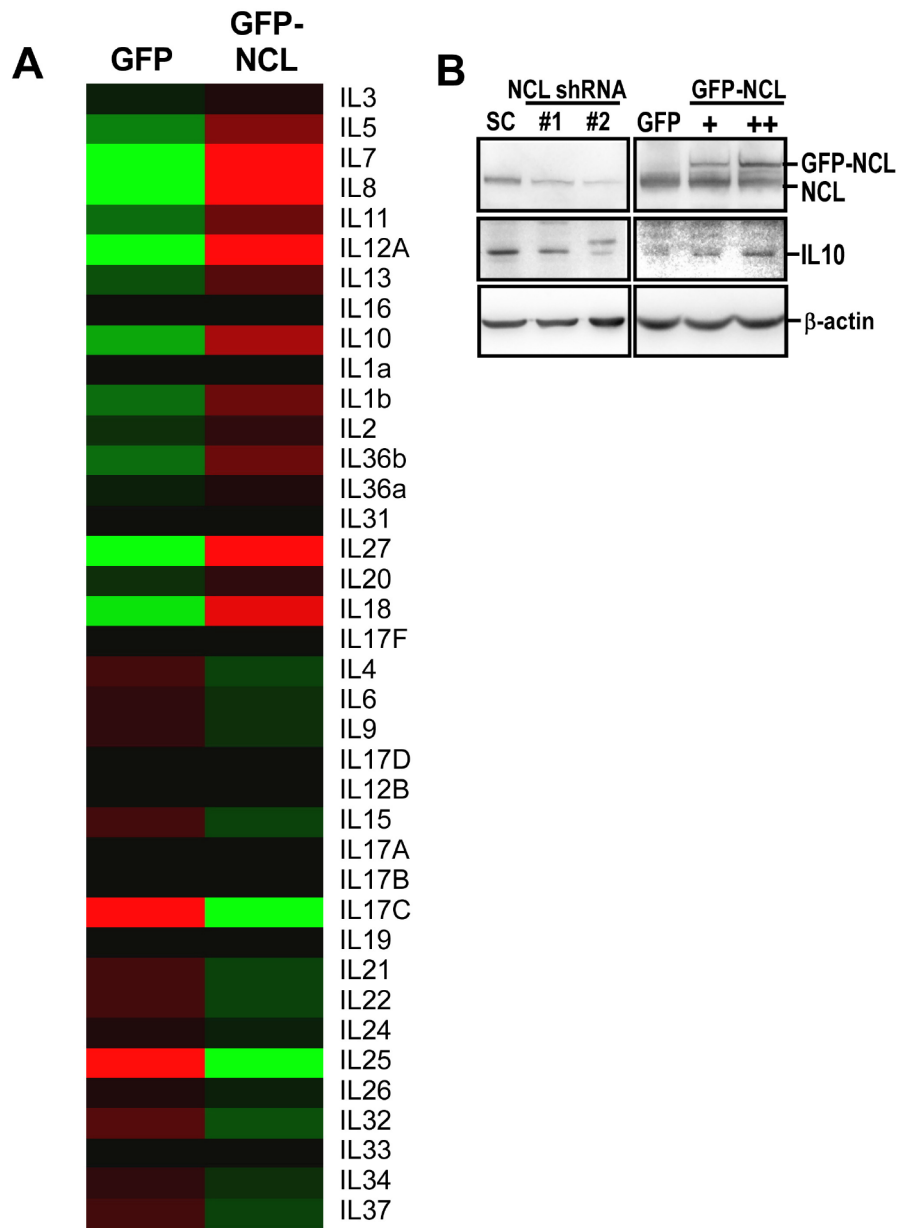 A
GFP
GFP-
NCL
IL3
IL5
IL7
IL8
IL11
IL12A
IL13
IL16
IL10
IL1a
IL1b
IL2
IL36b
IL36a
IL31
IL27
IL20
IL18
IL17F
IL4
IL6
IL9
IL17D
IL12B
IL15
IL17A
IL17B
IL17C
IL19
IL21
IL22
IL24
IL25
IL26
IL32
IL33
IL34
IL37
B
NCL shRNA
GFP-NCL
SC #1 #2 GFP + ++
GFP-NCL
NCL
IL10
β-actin